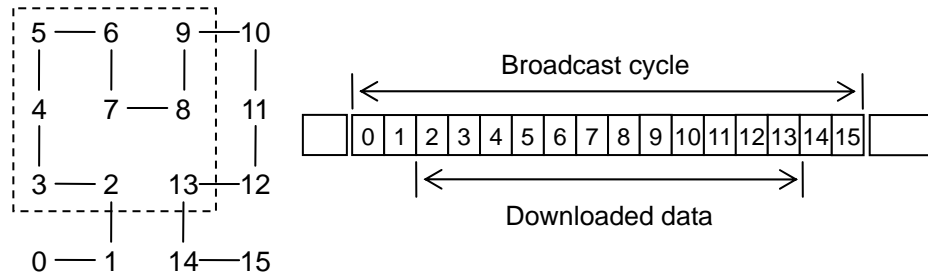 5 6 9 10
4 7 8 11
3 2 13 12
0 1 14 15
Broadcast cycle
0 1 2 3 4 5 6 7 8 9 10 11 12 13 14 15
Downloaded data